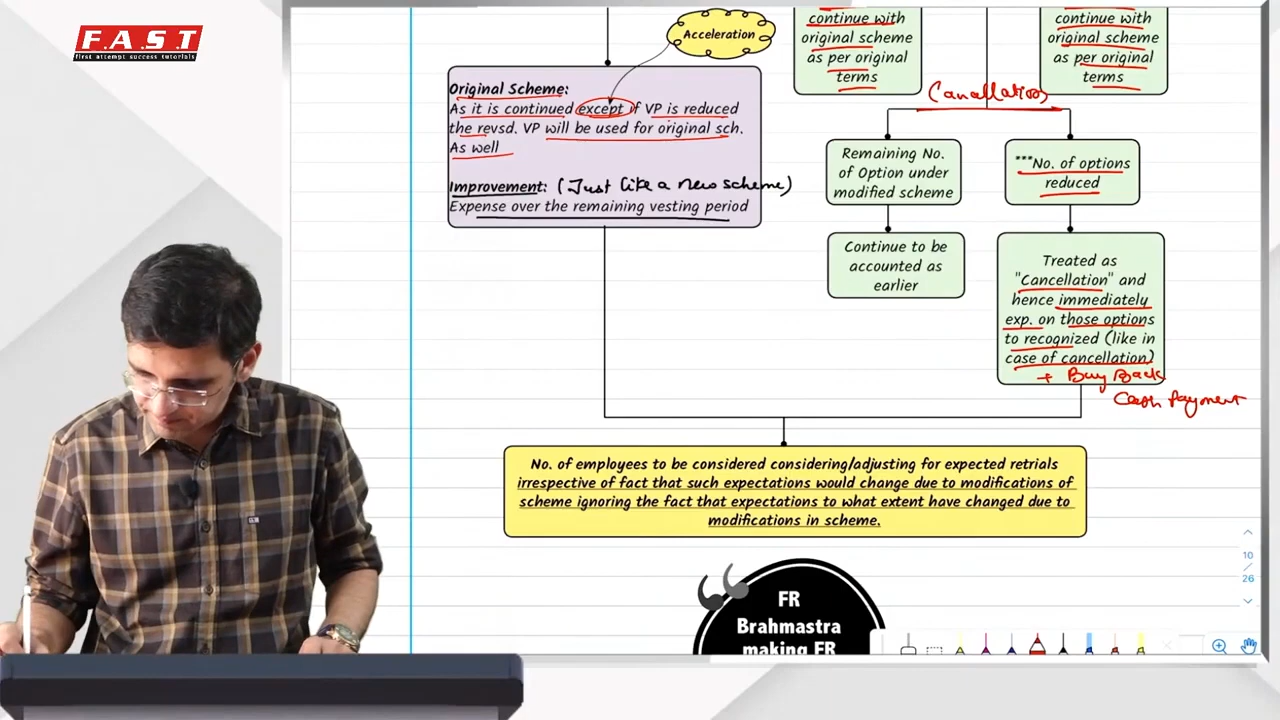 F.A.S.T
first attempt success tutorials
Acceleration
continue with
original scheme
as per original
terms
continue with
original scheme
as per original
terms
Cancellation
Original Scheme:
As it is continued except if VP is reduced
the revsd. VP will be used for original sch.
As well
Improvement: (Just like a new scheme)
Expense over the remaining vesting period
Remaining No.
of Option under
modified scheme
***No. of options
reduced
Continue to be
accounted as
earlier
Treated as
"Cancellation" and
hence immediately
exp. on those options
to recognized (like in
case of cancellation)
+ Buy Back
Cash Payment
No. of employees to be considered considering/adjusting for expected retrials
irrespective of fact that such expectations would change due to modifications of
scheme ignoring the fact that expectations to what extent have changed due to
modifications in scheme.
FR
Brahmastra
making FR
10
/
26